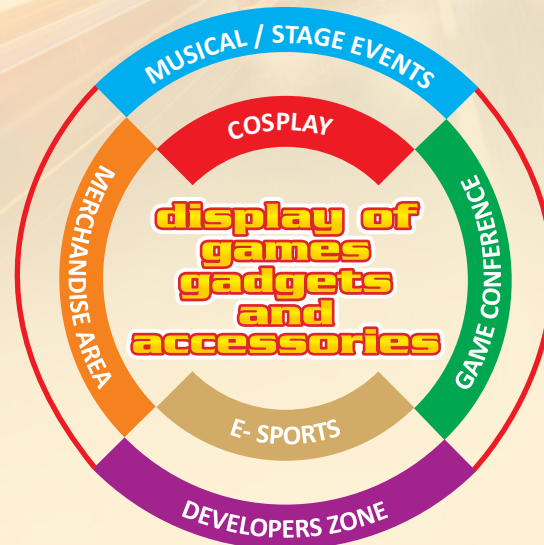 MUSICAL / STAGE EVENTS
COSPLAY
MERCHANDISE AREA
GAME CONFERENCE
display of
games
gadgets
and
accessories
E- SPORTS
DEVELOPERS ZONE